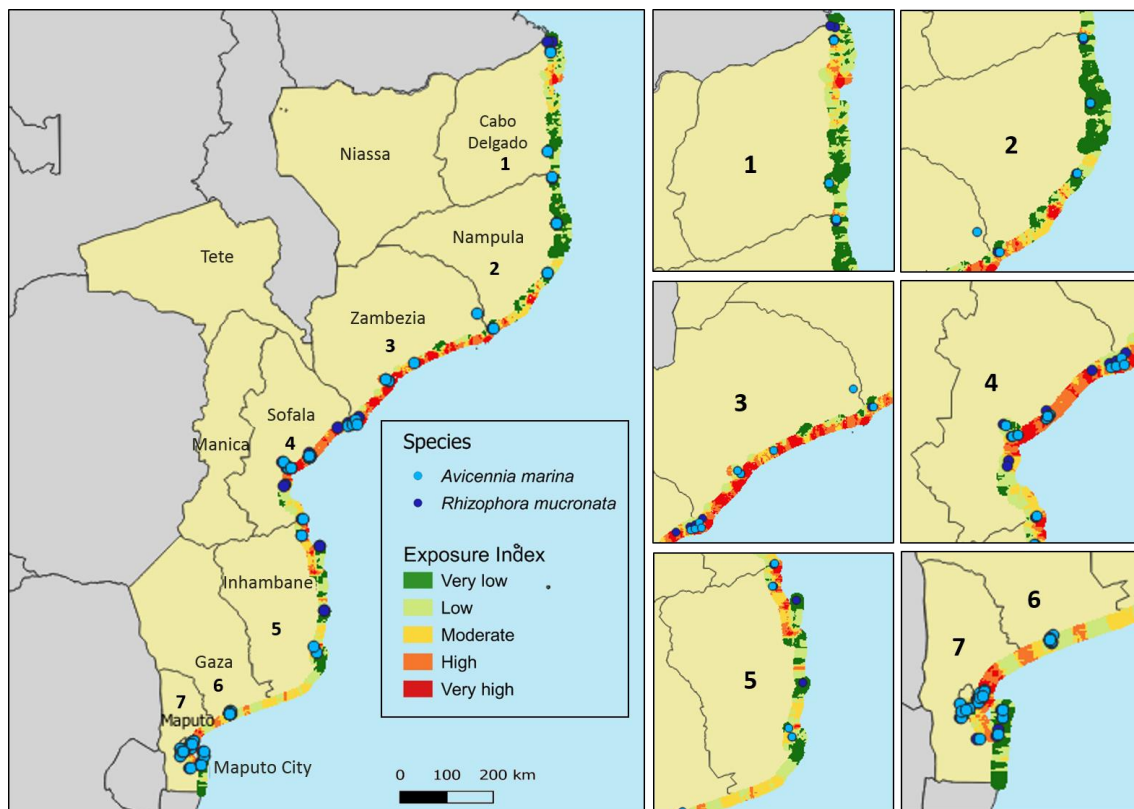 Cabo
Delgado
1
Niassa
Nampula
2
Tete
Zambezia
3
Sofala
4
Manica
Inhambane
5
Gaza
6
7
Maputo
Maputo City
Species
Avicennia marina
Rhizophora mucronata
Exposure Index
Very low
Low
Moderate
High
Very high
0 100 200 km
1
2
3
4
5
6
7